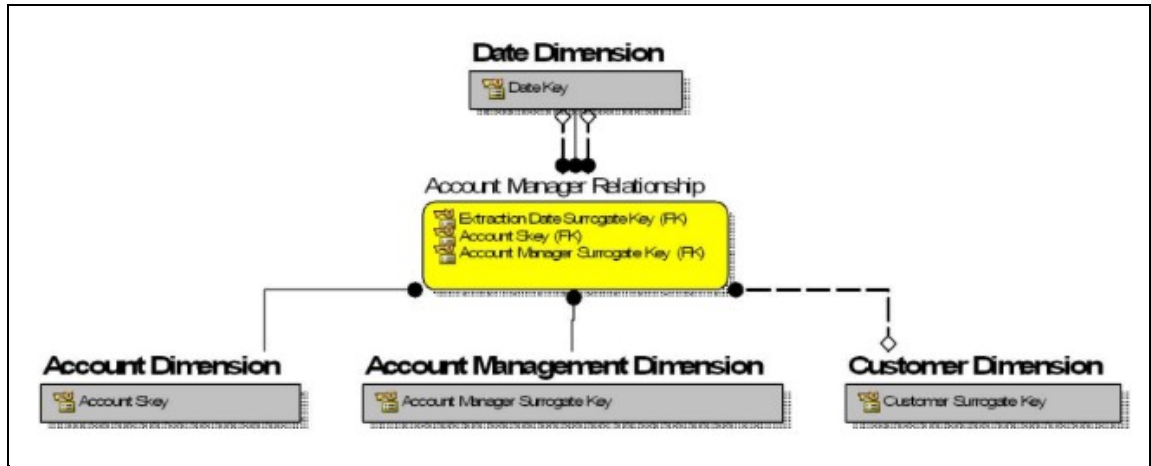 Date Dimension
Date Key
Account Manager Relationship
Extraction Date Surrogate Key (FK)
Account Skey (FK)
Account Manager Surrogate Key (FK)
Account Dimension
Account Skey
Account Management Dimension
Account Manager Surrogate Key
Customer Dimension
Customer Surrogate Key